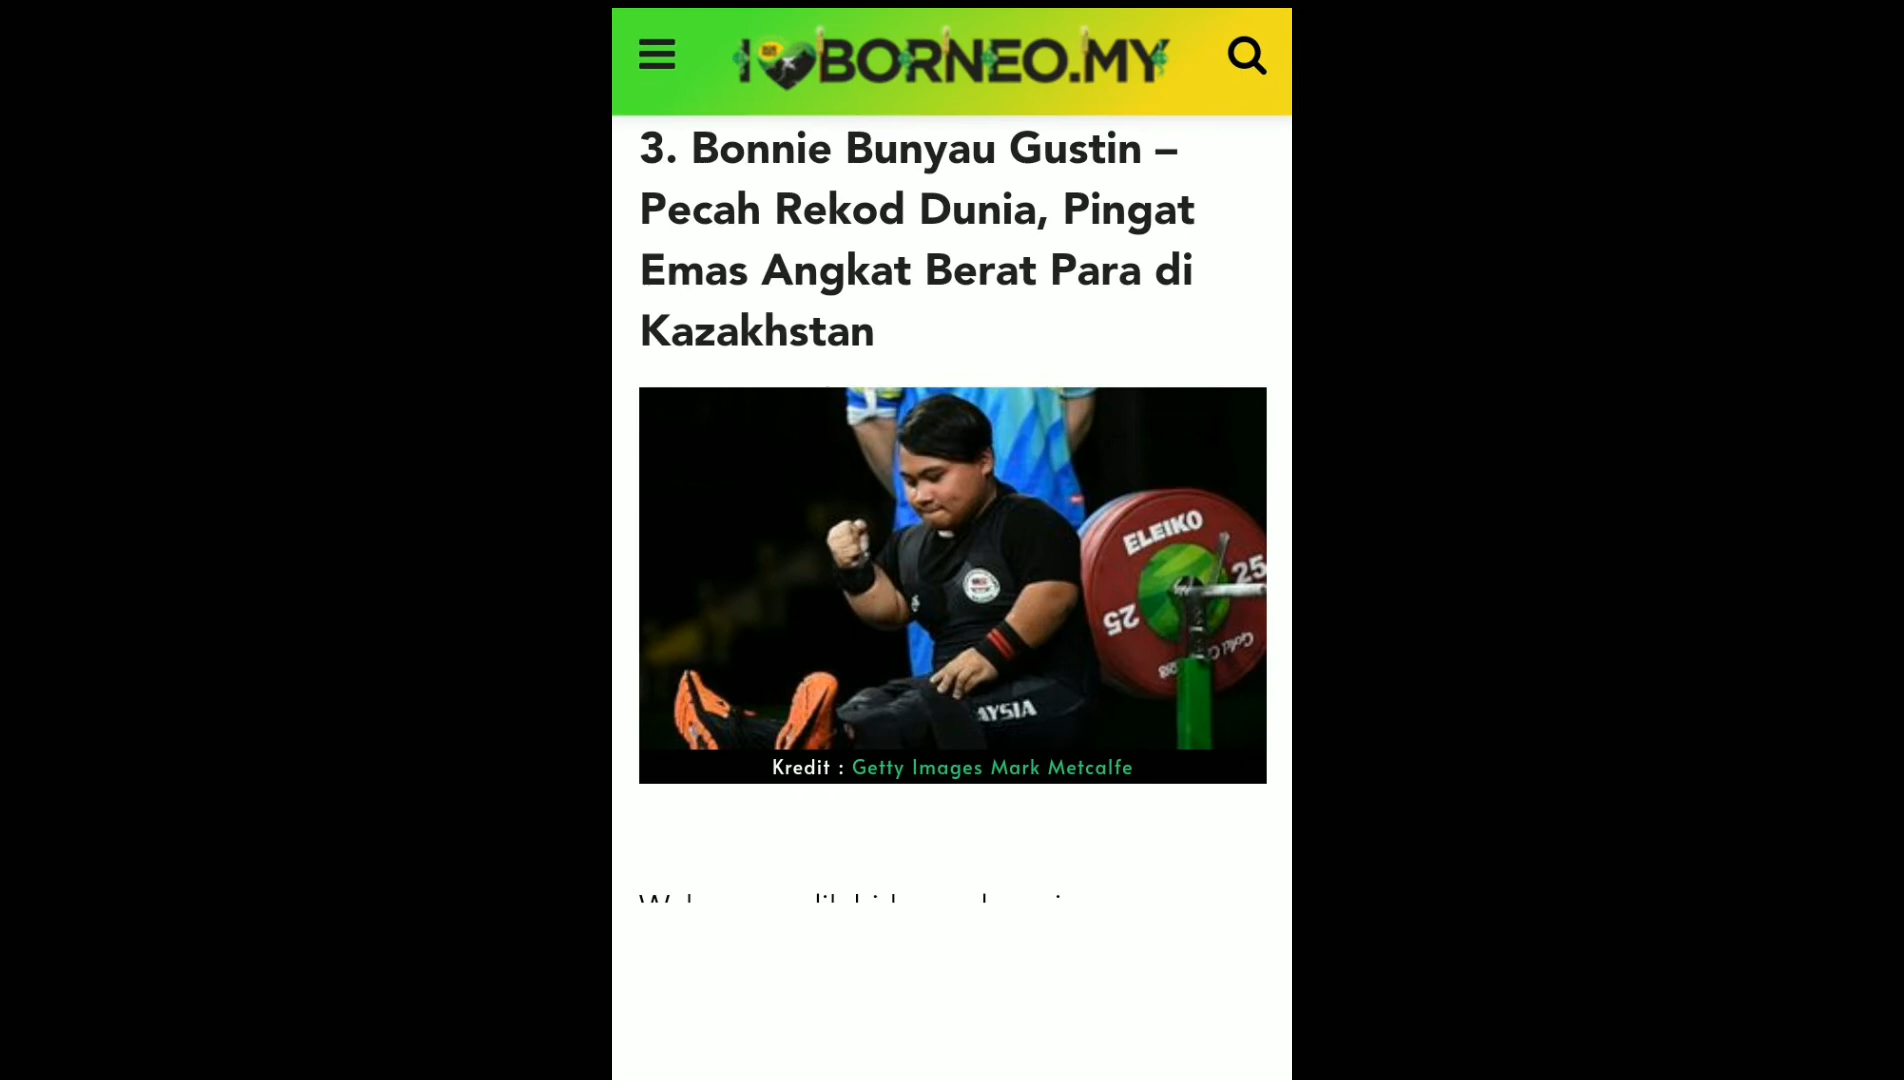 I BORNEO.MY
3. Bonnie Bunyau Gustin –
Pecah Rekod Dunia, Pingat
Emas Angkat Berat Para di
Kazakhstan
ELEIKO
25
25
AYSIA
Kredit : Getty Images Mark Metcalfe